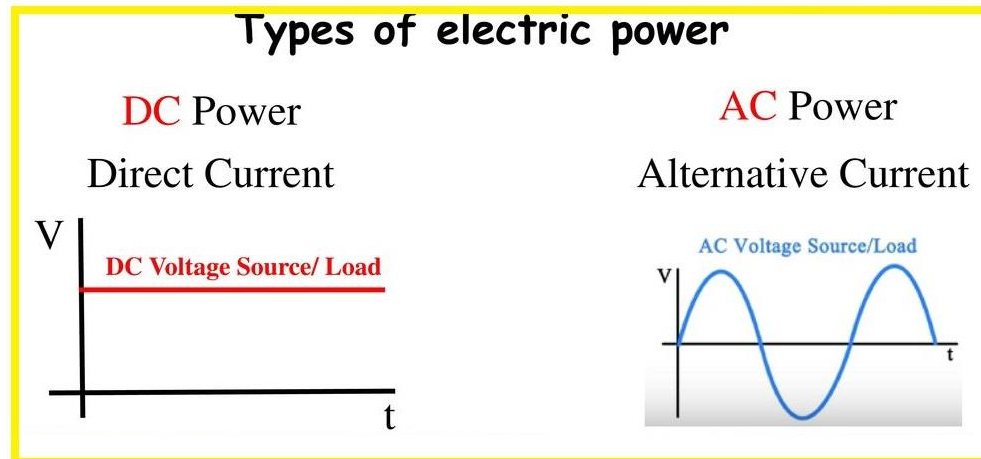 Types of electric power
DC Power
Direct Current
V
DC Voltage Source/ Load
t
AC Power
Alternative Current
AC Voltage Source/Load
V
t